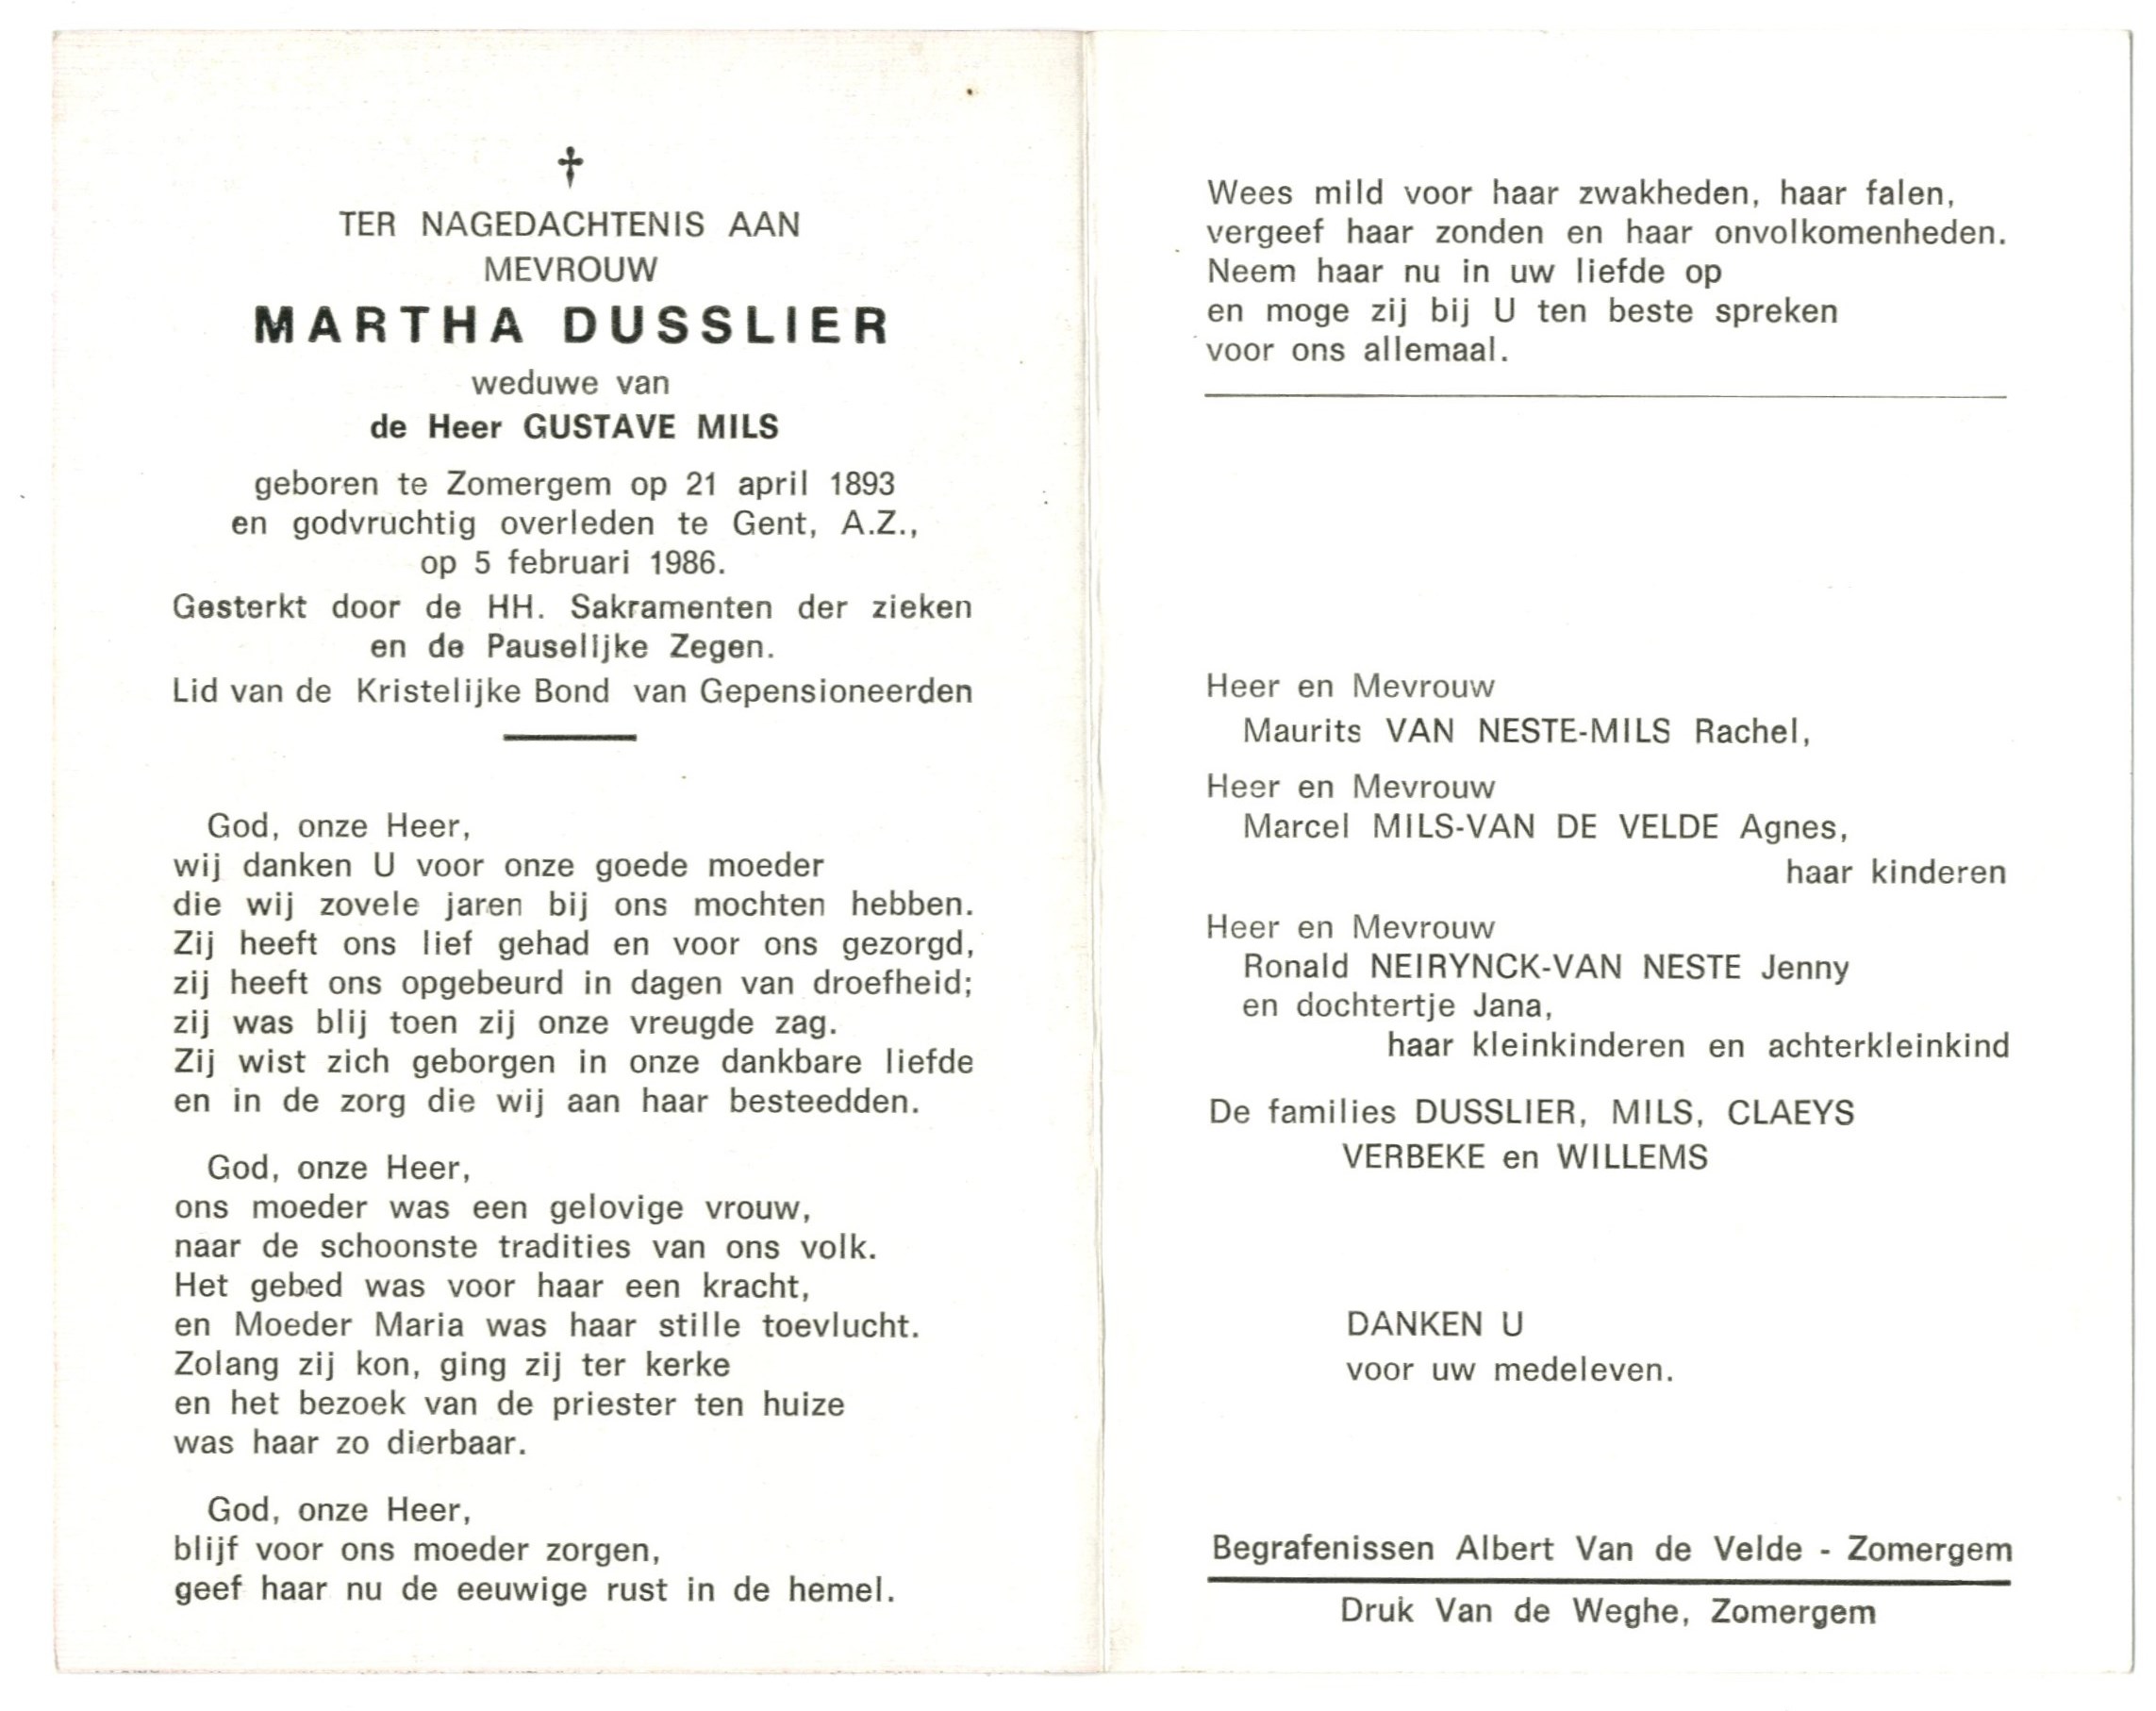 TER NAGEDACHTENIS AAN
MEVROUW
MARTHA DUSSLIER
weduwe van
de Heer GUSTAVE MILS
geboren te Zomergem op 21 april 1893
en godvruchtig overleden te Gent, A.Z.,
op 5 februari 1986.
Gesterkt door de HH. Sakramenten der zieken
en de Pauselijke Zegen.
Lid van de Kristelijke Bond van Gepensioneerden
God, onze Heer,
wij danken U voor onze goede moeder
die wij zovele jaren bij ons mochten hebben.
Zij heeft ons lief gehad en voor ons gezorgd,
zij heeft ons opgebeurd in dagen van droefheid;
zij was blij toen zij onze vreugde zag.
Zij wist zich geborgen in onze dankbare liefde
en in de zorg die wij aan haar besteedden.
God, onze Heer,
ons moeder was een gelovige vrouw,
naar de schoonste tradities van ons volk.
Het gebed was voor haar een kracht,
en Moeder Maria was haar stille toevlucht.
Zolang zij kon, ging zij ter kerke
en het bezoek van de priester ten huize
was haar zo dierbaar.
God, onze Heer,
blijf voor ons moeder zorgen,
geef haar nu de eeuwige rust in de hemel.
Wees mild voor haar zwakheden, haar falen,
vergeef haar zonden en haar onvolkomenheden.
Neem haar nu in uw liefde op
en moge zij bij U ten beste spreken
voor ons allemaal.
Heer en Mevrouw
Maurits VAN NESTE-MILS Rachel,
Heer en Mevrouw
Marcel MILS-VAN DE VELDE Agnes,
haar kinderen
Heer en Mevrouw
Ronald NEIRYNCK-VAN NESTE Jenny
en dochtertje Jana,
haar kleinkinderen en achterkleinkind
De families DUSSLIER, MILS, CLAEYS
VERBEKE en WILLEMS
DANKEN U
voor uw medeleven.
Begrafenissen Albert Van de Velde - Zomergem
Druk Van de Weghe, Zomergem